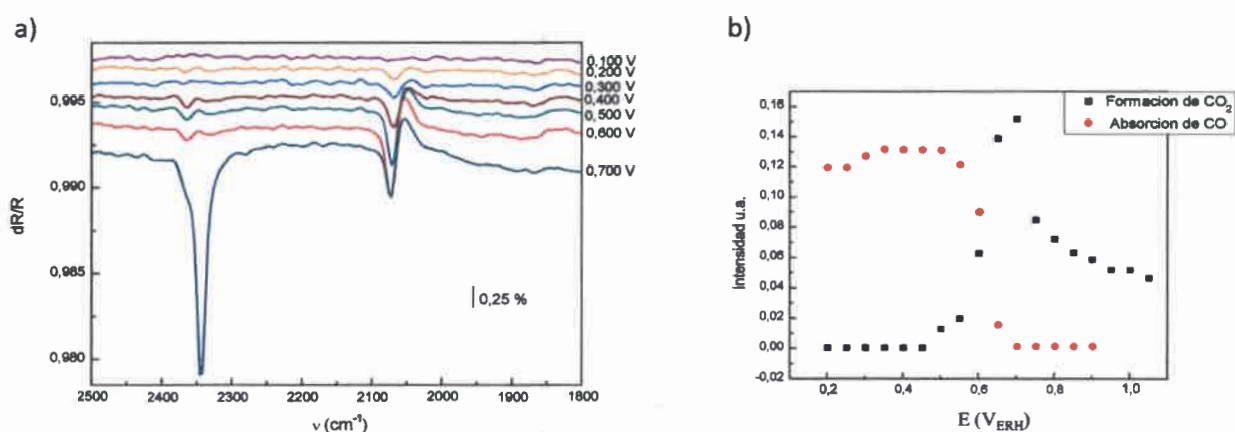 a)
0,100 V
0,200 V
0,300 V
0,400 V
0,500 V
0,600 V
0,700 V
0,995
0,990
0,985
0,980
dR/R
0,25 %
2500 2400 2300 2200 2100 2000 1900 1800
ν (cm⁻¹)
b)
Formacion de CO₂
Absorcion de CO
0,16
0,14
0,12
0,10
0,08
0,06
0,04
0,02
0,00
-0,02
intensidad u.a.
0,2 0,4 0,6 0,8 1,0
E (V_ERH)